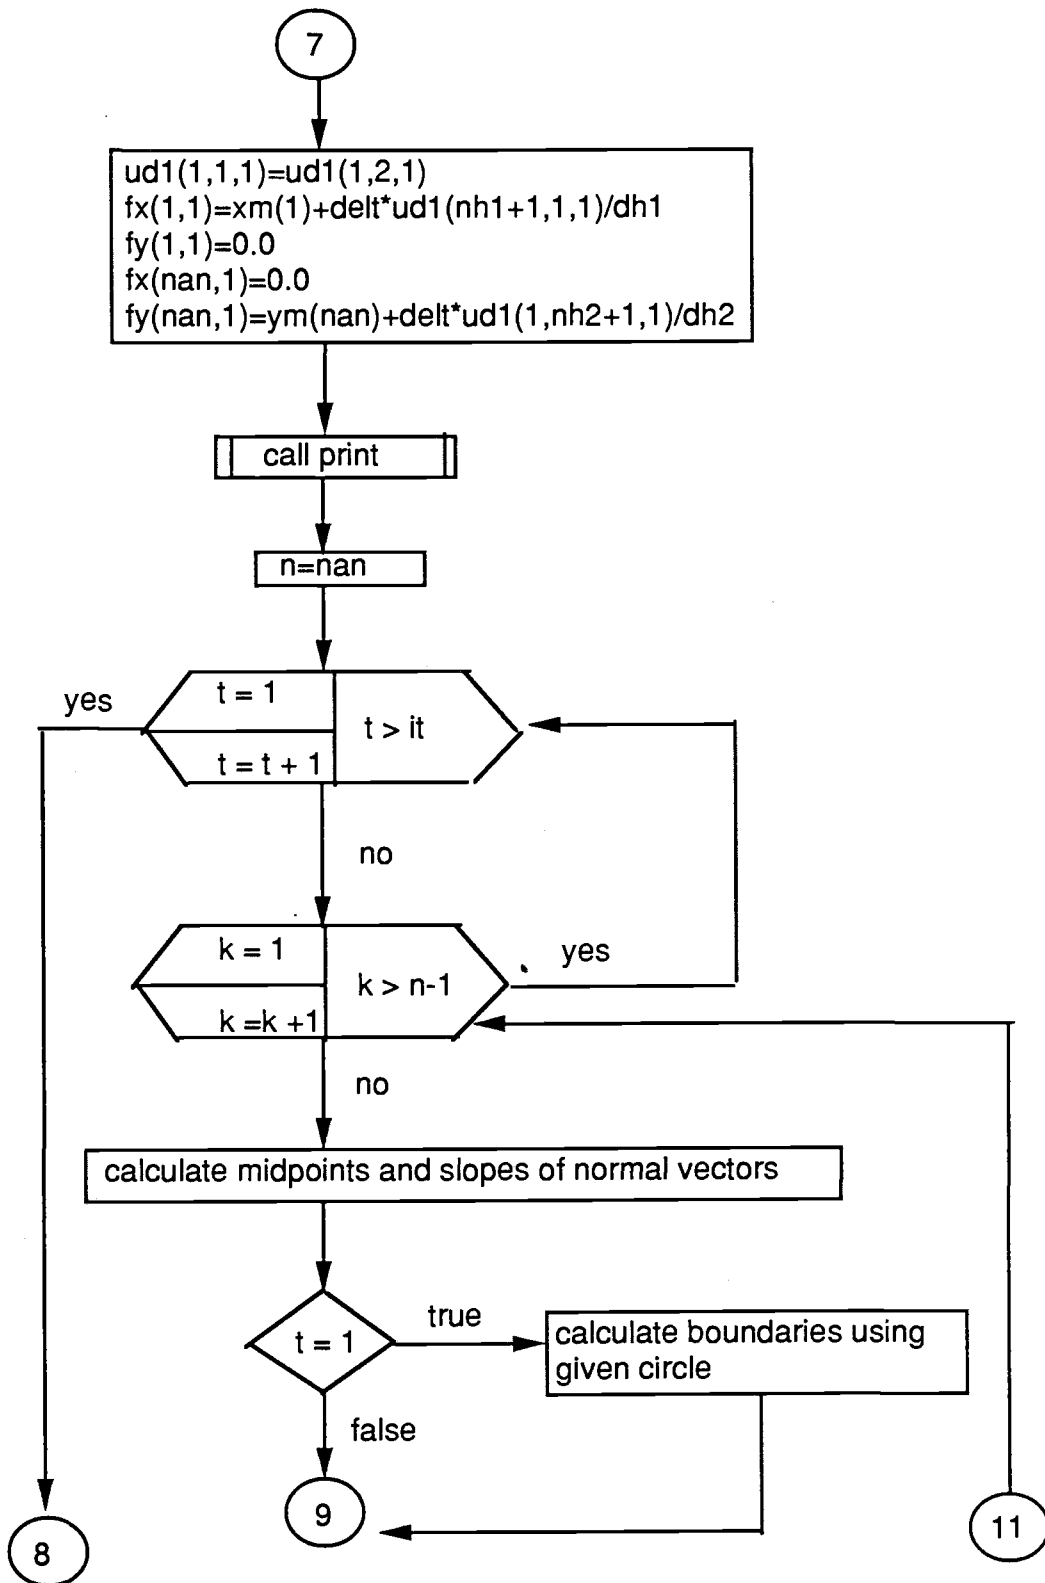 7
ud1(1,1,1)=ud1(1,2,1)
fx(1,1)=xm(1)+delt*ud1(nh1+1,1,1)/dh1
fy(1,1)=0.0
fx(nan,1)=0.0
fy(nan,1)=ym(nan)+delt*ud1(1,nh2+1,1)/dh2
call print
n=nan
yes
t = 1
t > it
t = t + 1
no
k = 1
k > n-1
yes
k =k +1
no
calculate midpoints and slopes of normal vectors
t = 1
true
calculate boundaries using
given circle
false
9
8
11